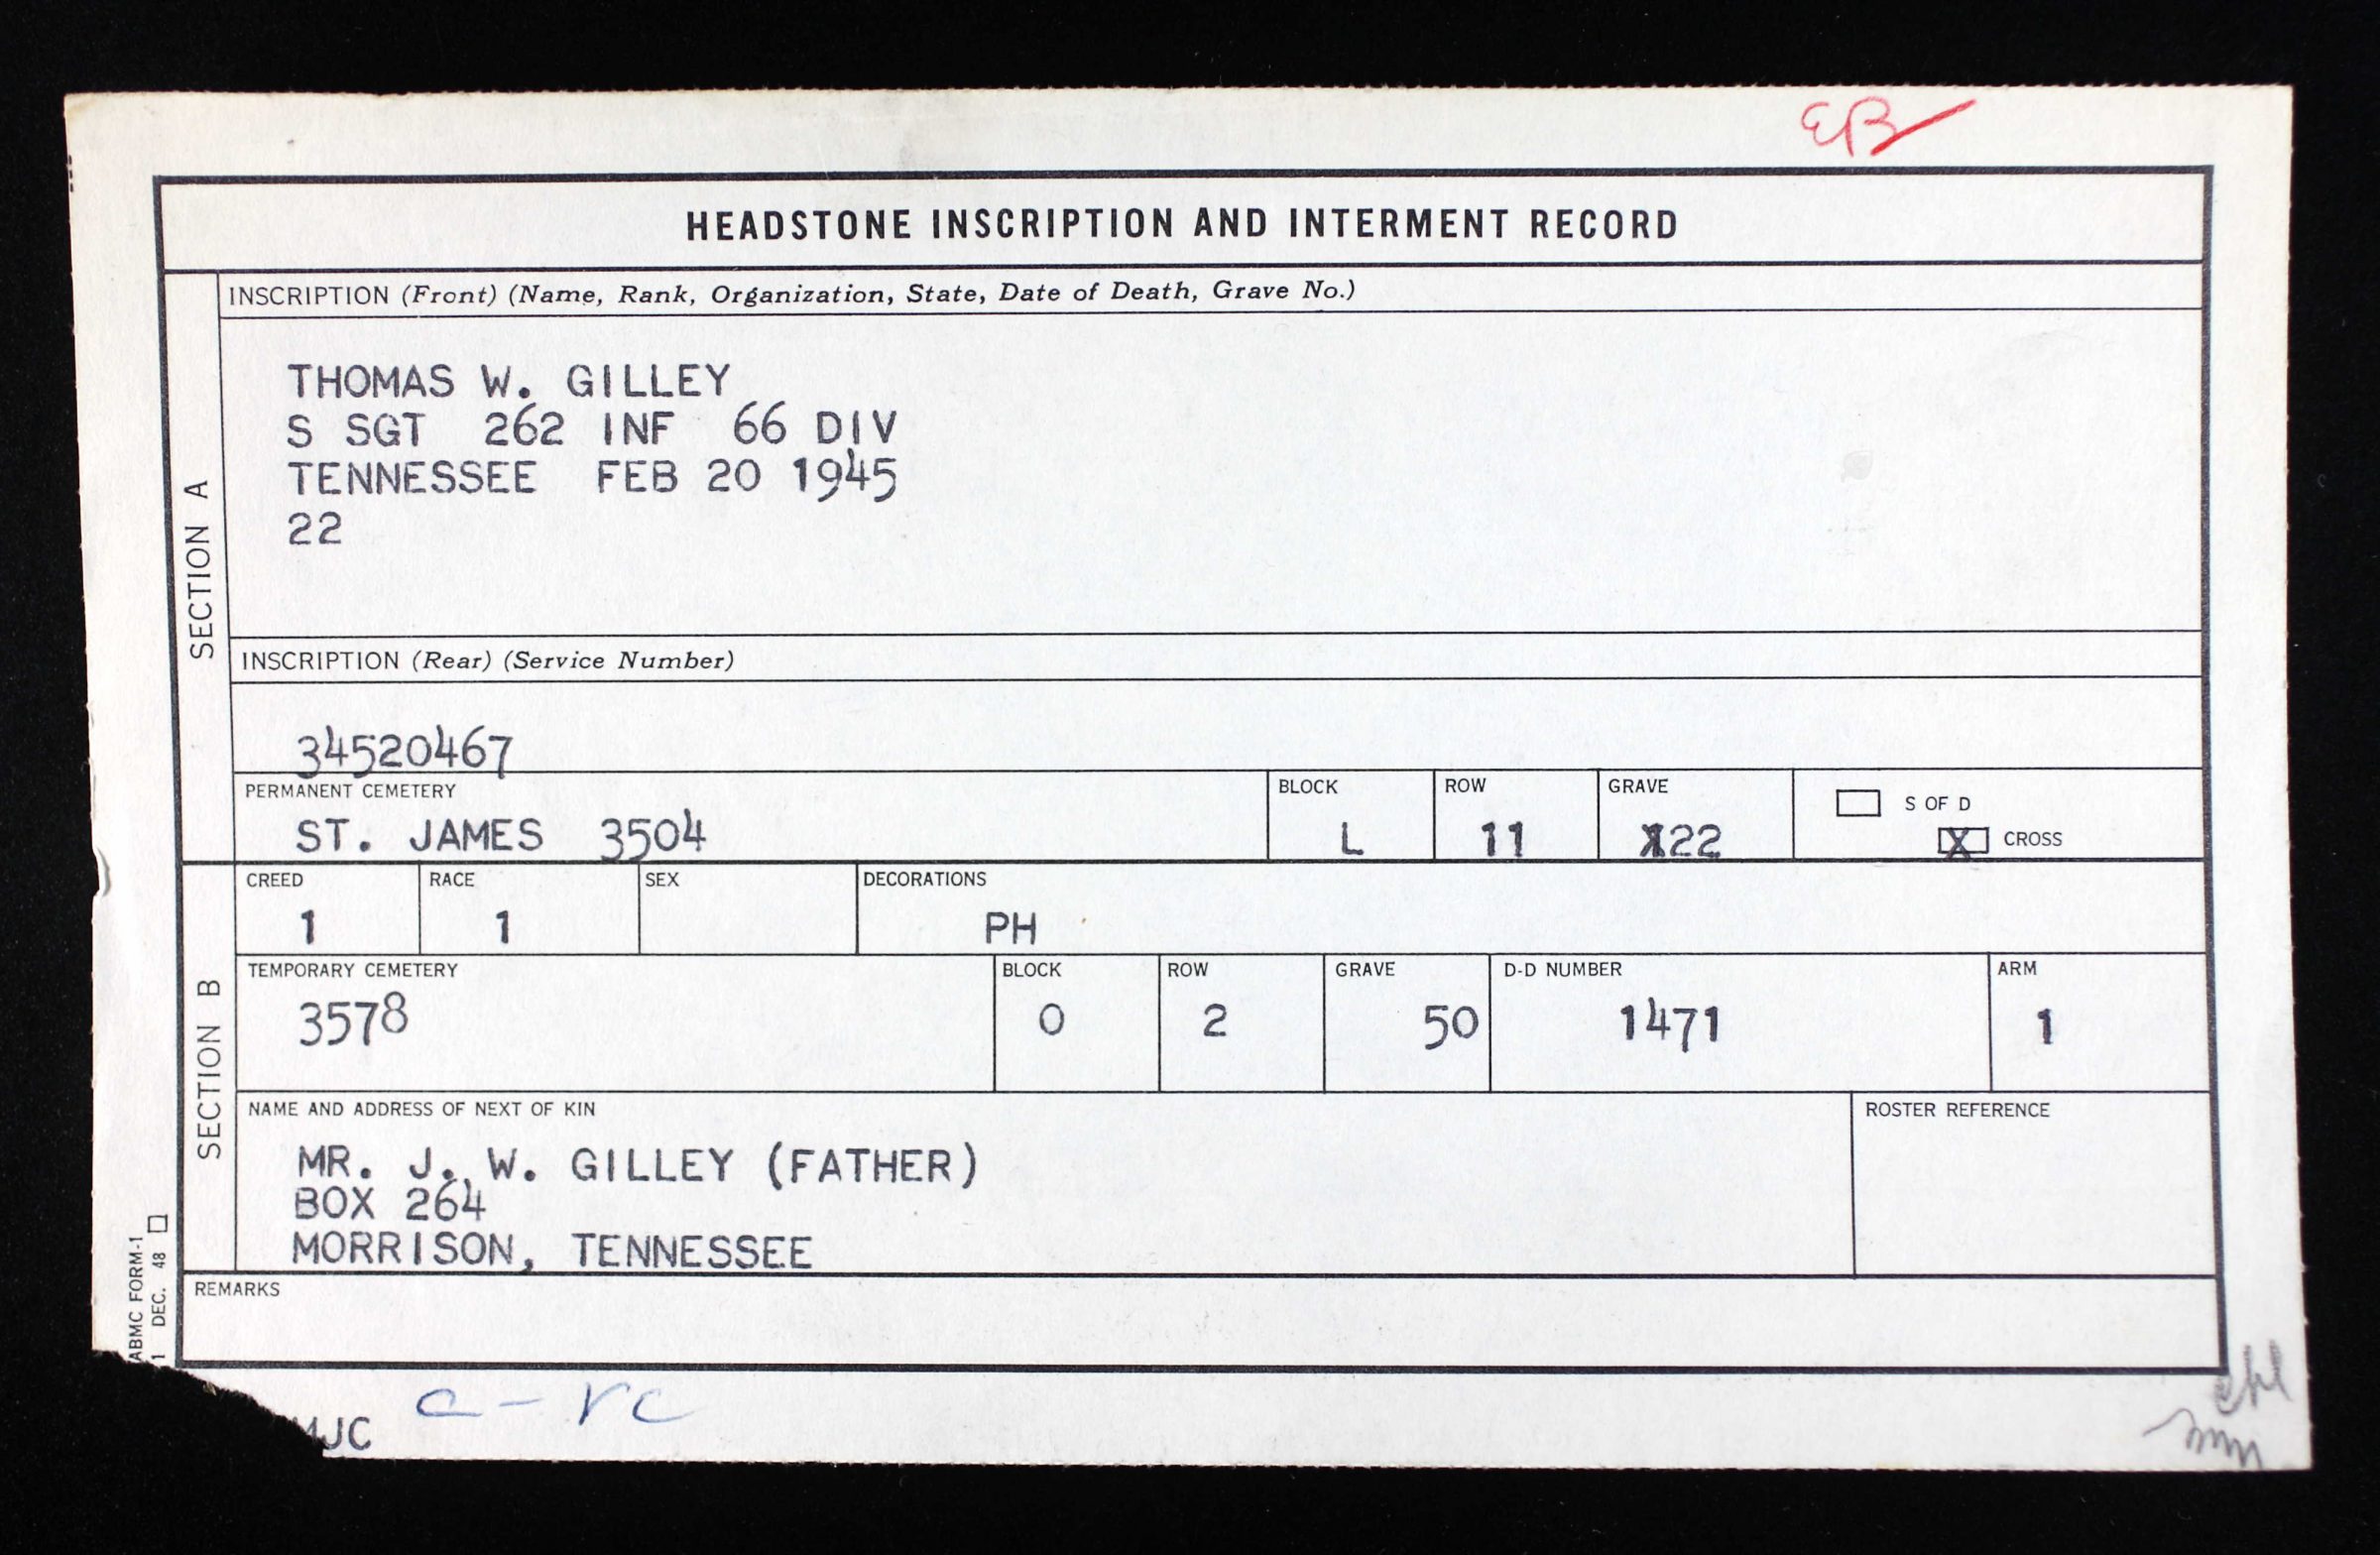 EB
HEADSTONE INSCRIPTION AND INTERMENT RECORD
SECTION A
INSCRIPTION (Front) (Name, Rank, Organization, State, Date of Death, Grave No.)
THOMAS W. GILLEY
S SGT 262 INF 66 DIV
TENNESSEE FEB 20 1945
22
INSCRIPTION (Rear) (Service Number)
34520467
PERMANENT CEMETERY BLOCK ROW GRAVE S OF D
ST. JAMES 3504 L 11 22 X CROSS
SECTION B
CREED RACE SEX DECORATIONS
1 1 PH
TEMPORARY CEMETERY BLOCK ROW GRAVE D-D NUMBER ARM
3578 O 2 50 1471 1
NAME AND ADDRESS OF NEXT OF KIN ROSTER REFERENCE
MR. J. W. GILLEY (FATHER)
BOX 264
MORRISON, TENNESSEE
REMARKS
ABMC FORM-1
1 DEC. 48
MJC c - rc